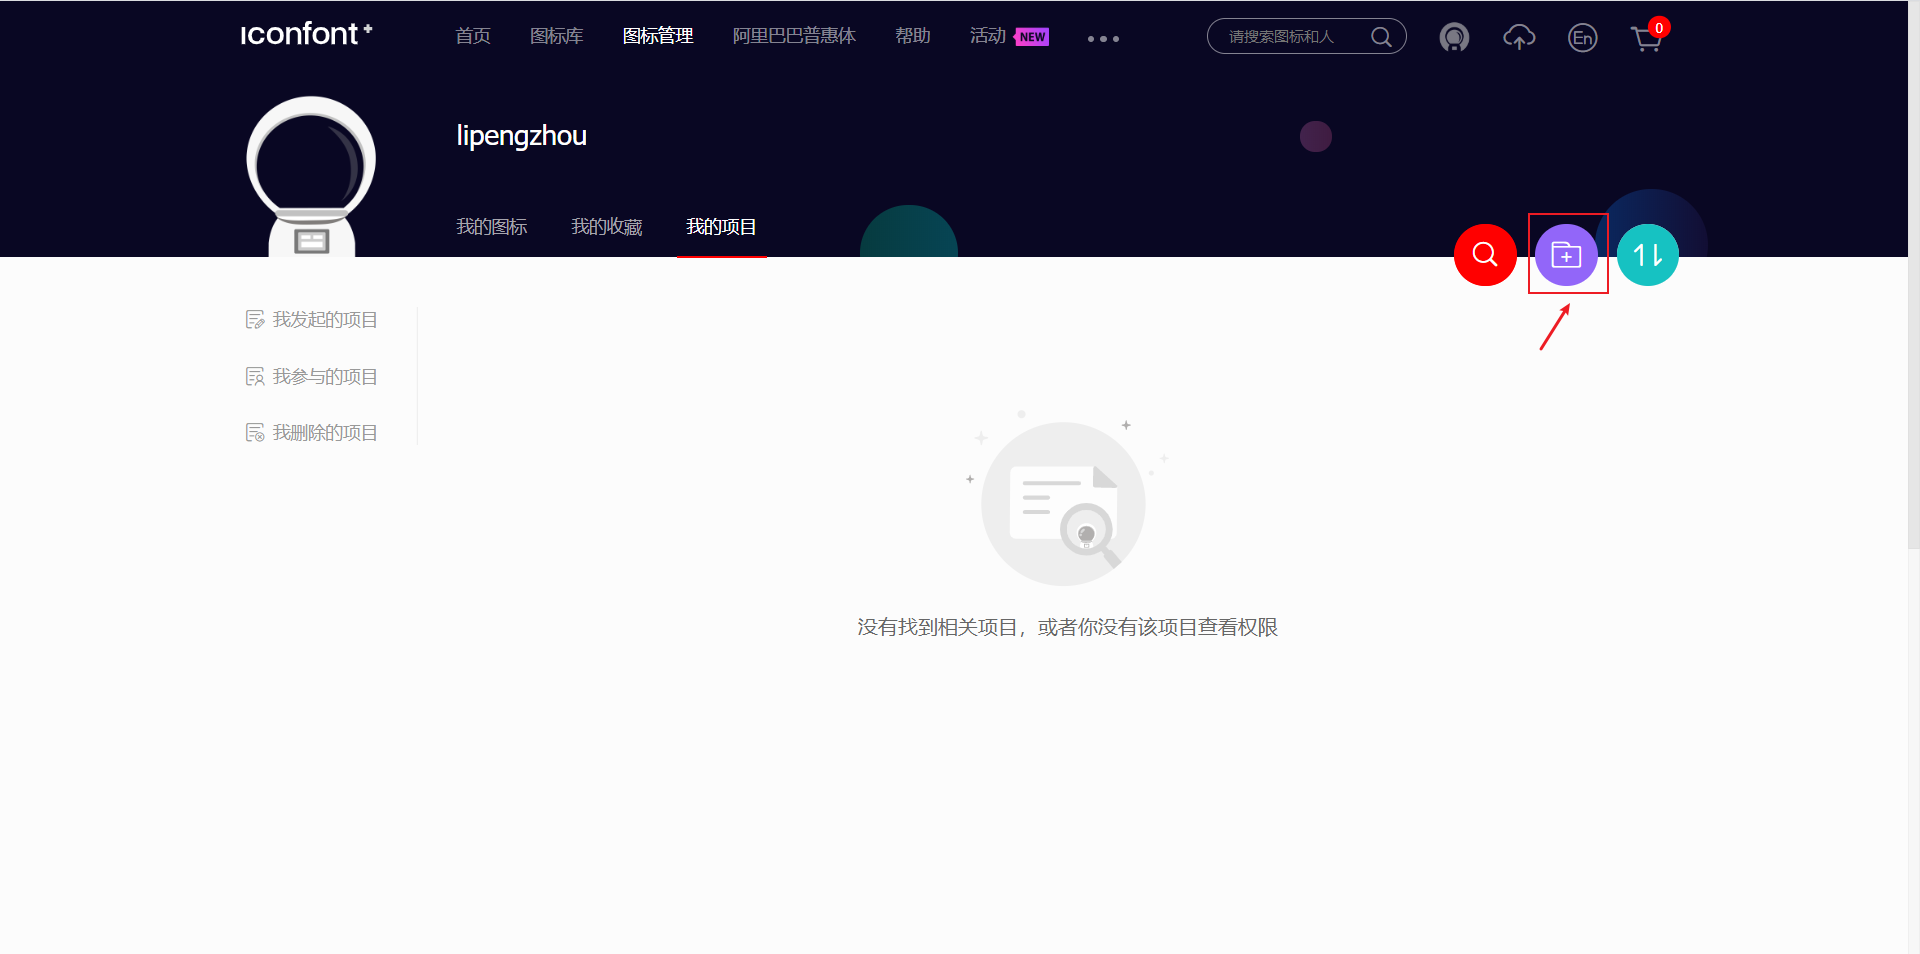 iconfont+
首页 图标库 图标管理 阿里巴巴普惠体 帮助 活动 NEW
请搜索图标和人
En
0
lipengzhou
我的图标 我的收藏 我的项目
我发起的项目
我参与的项目
我删除的项目
没有找到相关项目，或者你没有该项目查看权限